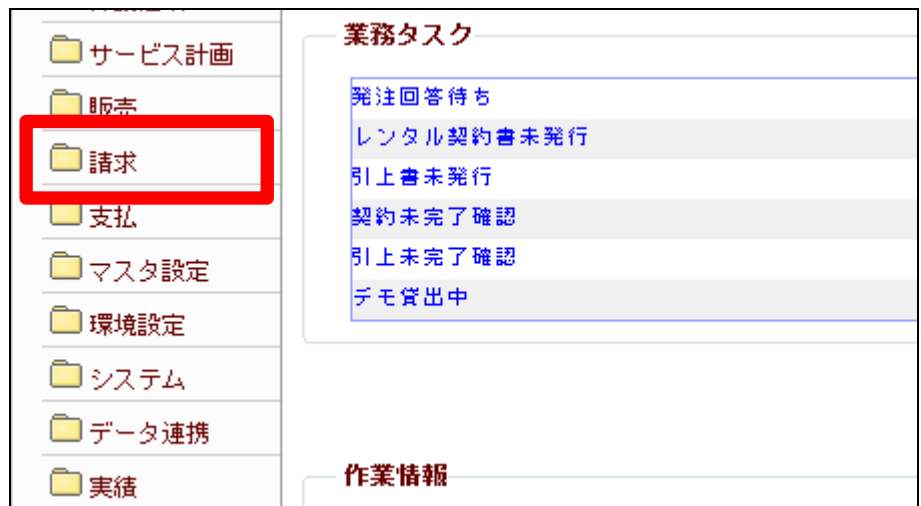 サービス計画
販売
請求
支払
マスタ設定
環境設定
システム
データ連携
実績
業務タスク
発注回答待ち
レンタル契約書未発行
引上書未発行
契約未完了確認
引上未完了確認
デモ貸出中
作業情報